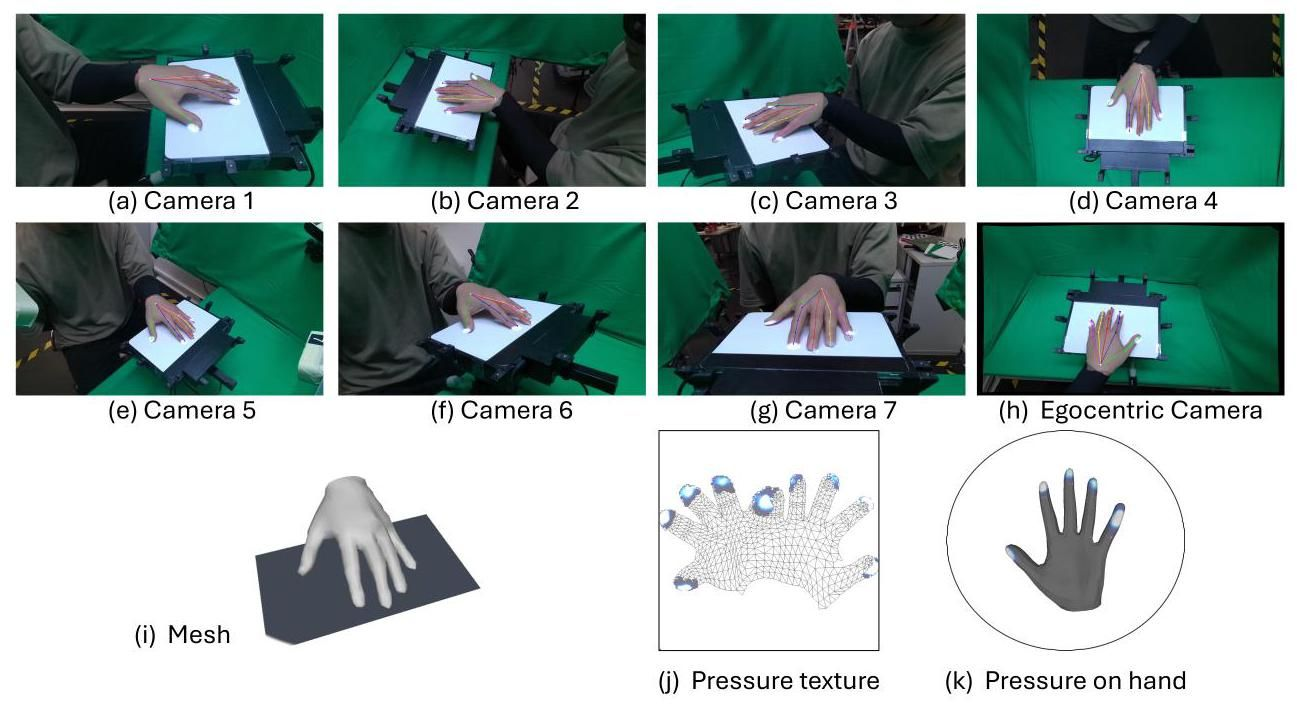 (a) Camera 1
(b) Camera 2
(c) Camera 3
(d) Camera 4
(e) Camera 5
(f) Camera 6
(g) Camera 7
(h) Egocentric Camera
(i) Mesh
(j) Pressure texture
(k) Pressure on hand